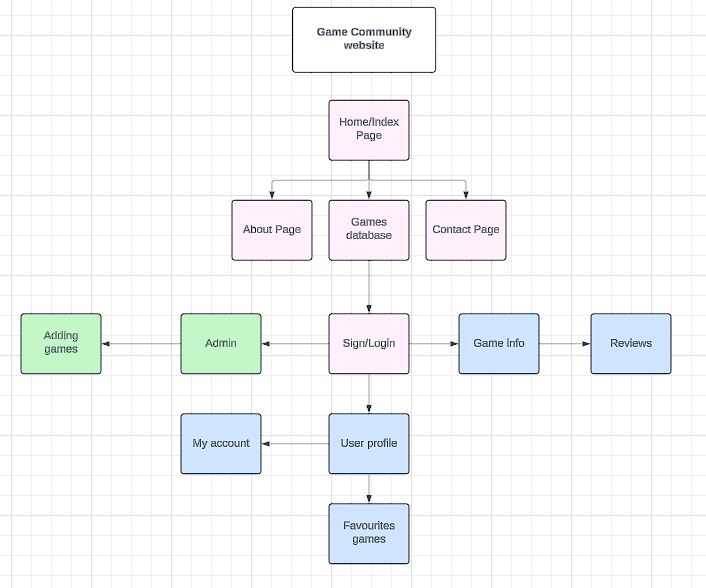 Game Community
website
Home/Index
Page
About Page
Games
database
Contact Page
Adding
games
Admin
Sign/Login
Game info
Reviews
My account
User profile
Favourites
games